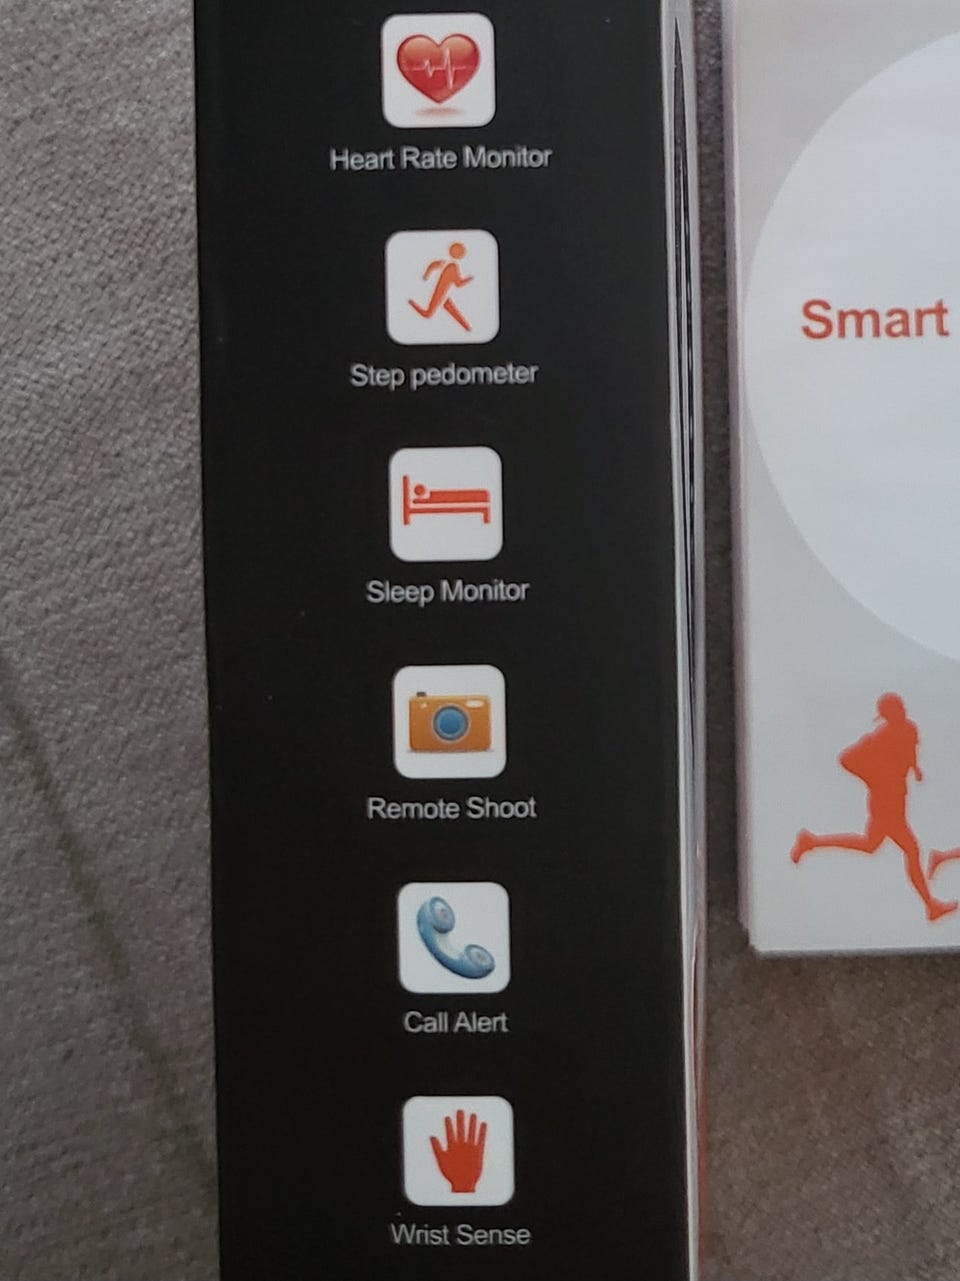 Heart Rate Monitor
Step pedometer
Sleep Monitor
Remote Shoot
Call Alert
Wrist Sense
Smart